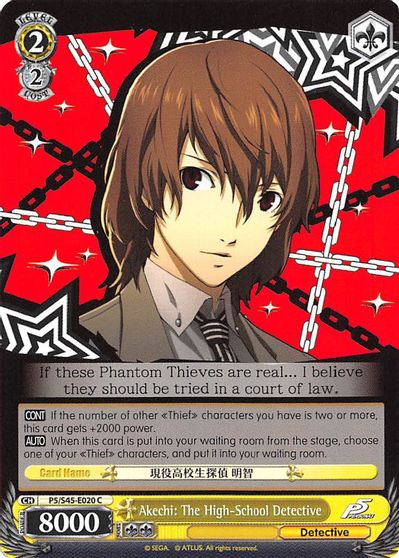 LEVEL
2
2
COST
If these Phantom Thieves are real... I believe
they should be tried in a court of law.
CONT If the number of other «Thief» characters you have is two or more,
this card gets +2000 power.
AUTO When this card is put into your waiting room from the stage, choose
one of your «Thief» characters, and put it into your waiting room.
Card Name
現役高校生探偵 明智
CH P5/S45-E020 C
POWER 8000 SOUL
Akechi: The High-School Detective
P5
Detective
© SEGA. © ATLUS. All rights reserved.